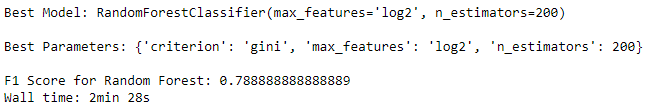 Best Model: RandomForestClassifier(max_features='log2', n_estimators=200)
Best Parameters: {'criterion': 'gini', 'max_features': 'log2', 'n_estimators': 200}
F1 Score for Random Forest: 0.788888888888889
Wall time: 2min 28s